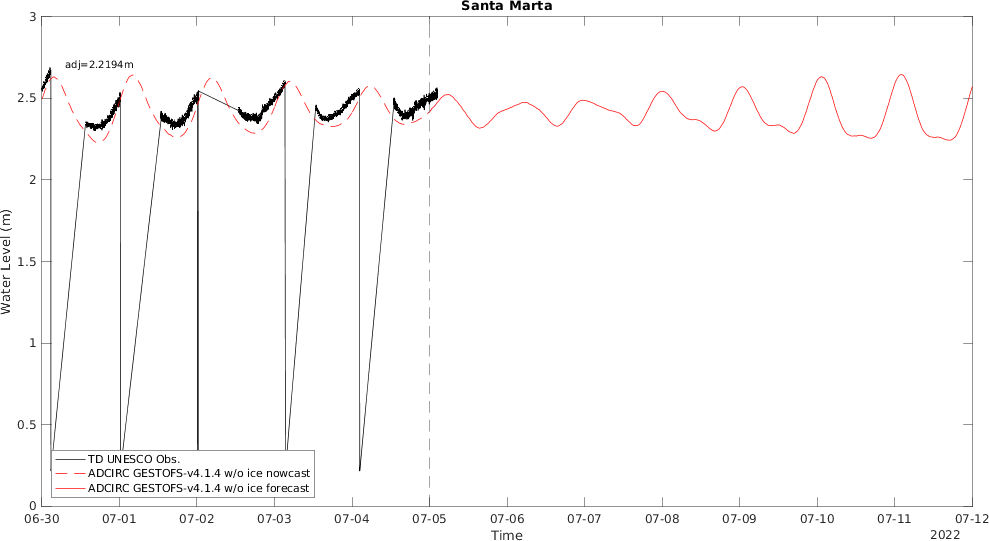 Santa Marta
3
adj=2.2194m
2.5
2
1.5
1
0.5
0
Water Level (m)
TD UNESCO Obs.
ADCIRC GESTOFS-v4.1.4 w/o ice nowcast
ADCIRC GESTOFS-v4.1.4 w/o ice forecast
06-30 07-01 07-02 07-03 07-04 07-05 07-06 07-07 07-08 07-09 07-10 07-11 07-12
Time
2022